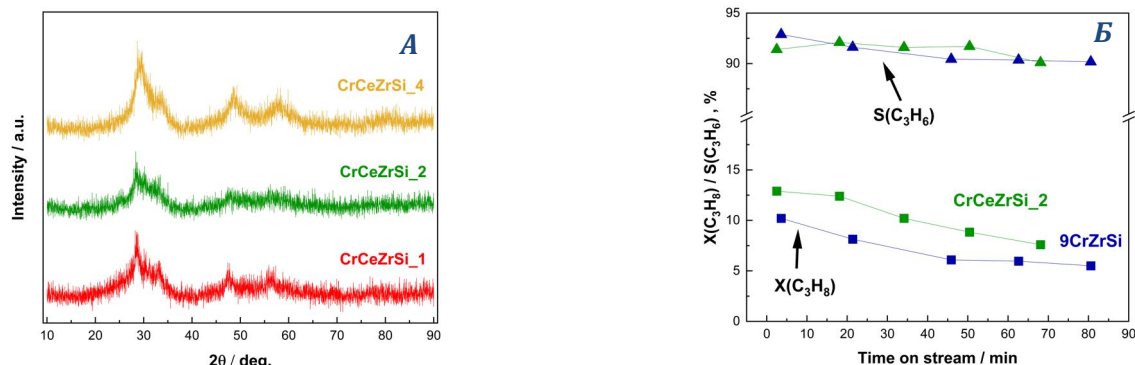 А
CrCeZrSi_4
CrCeZrSi_2
CrCeZrSi_1
Intensity / a.u.
10 20 30 40 50 60 70 80 90
2θ / deg.
Б
95
90
15
10
5
0
X(C₃H₈) / S(C₃H₆) , %
S(C₃H₆)
CrCeZrSi_2
9CrZrSi
X(C₃H₈)
0 10 20 30 40 50 60 70 80 90
Time on stream / min